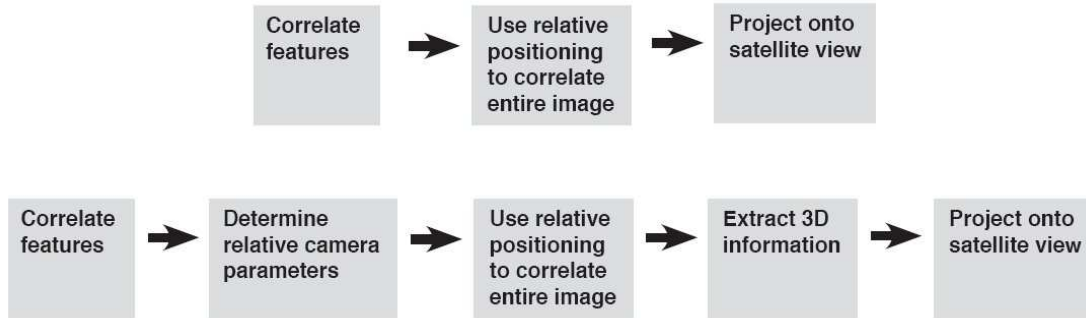 Correlate
features
Use relative
positioning
to correlate
entire image
Project onto
satellite view
Correlate
features
Determine
relative camera
parameters
Use relative
positioning
to correlate
entire image
Extract 3D
information
Project onto
satellite view